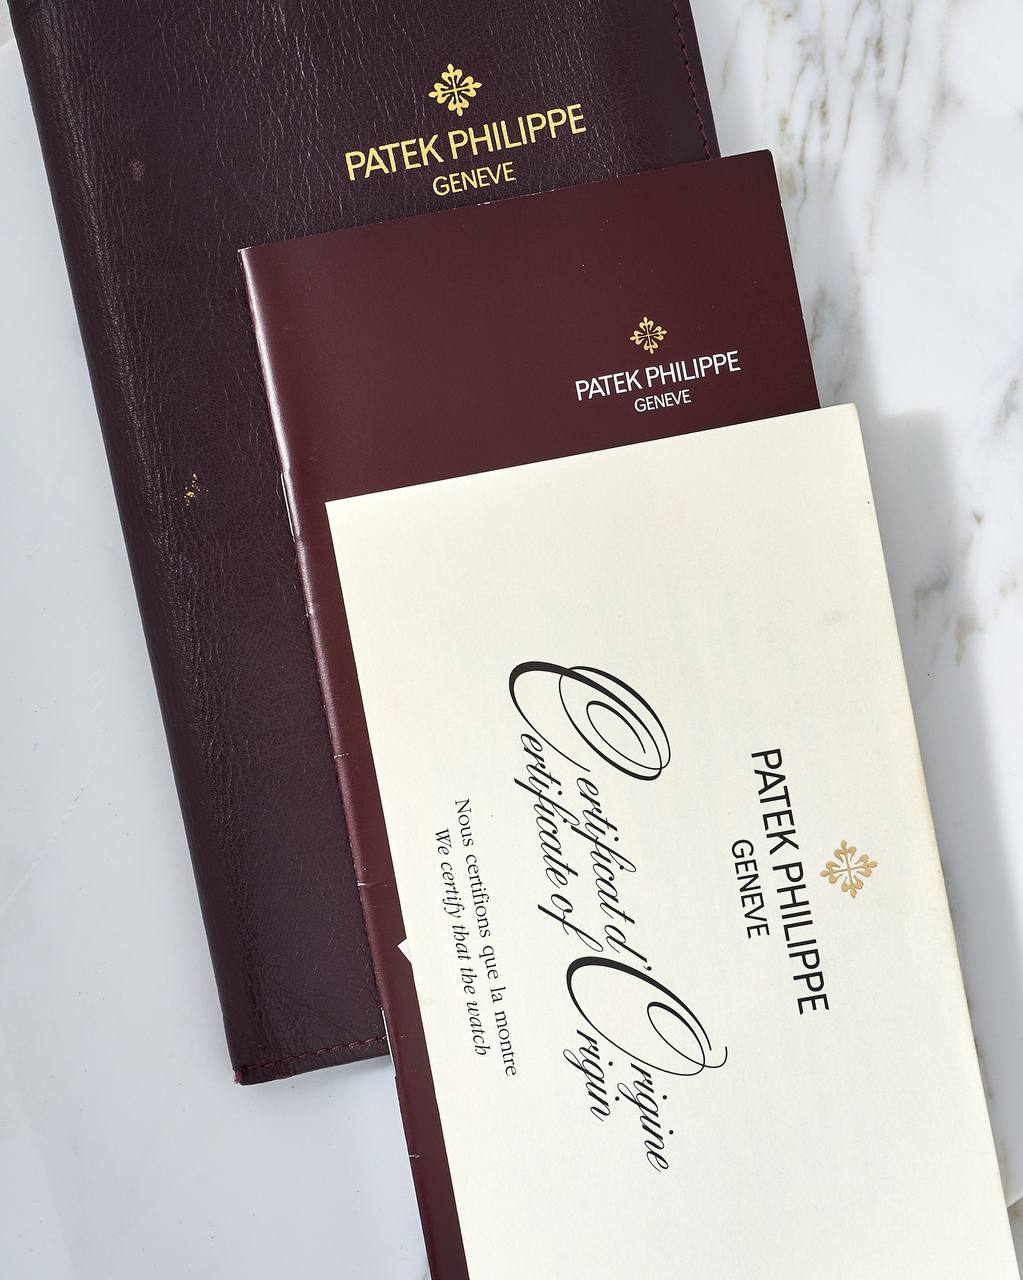 PATEK PHILIPPE
GENEVE
PATEK PHILIPPE
GENEVE
PATEK PHILIPPE
GENEVE
Certificat d'Origine
Certificate of Origin
Nous certifions que la montre
We certify that the watch